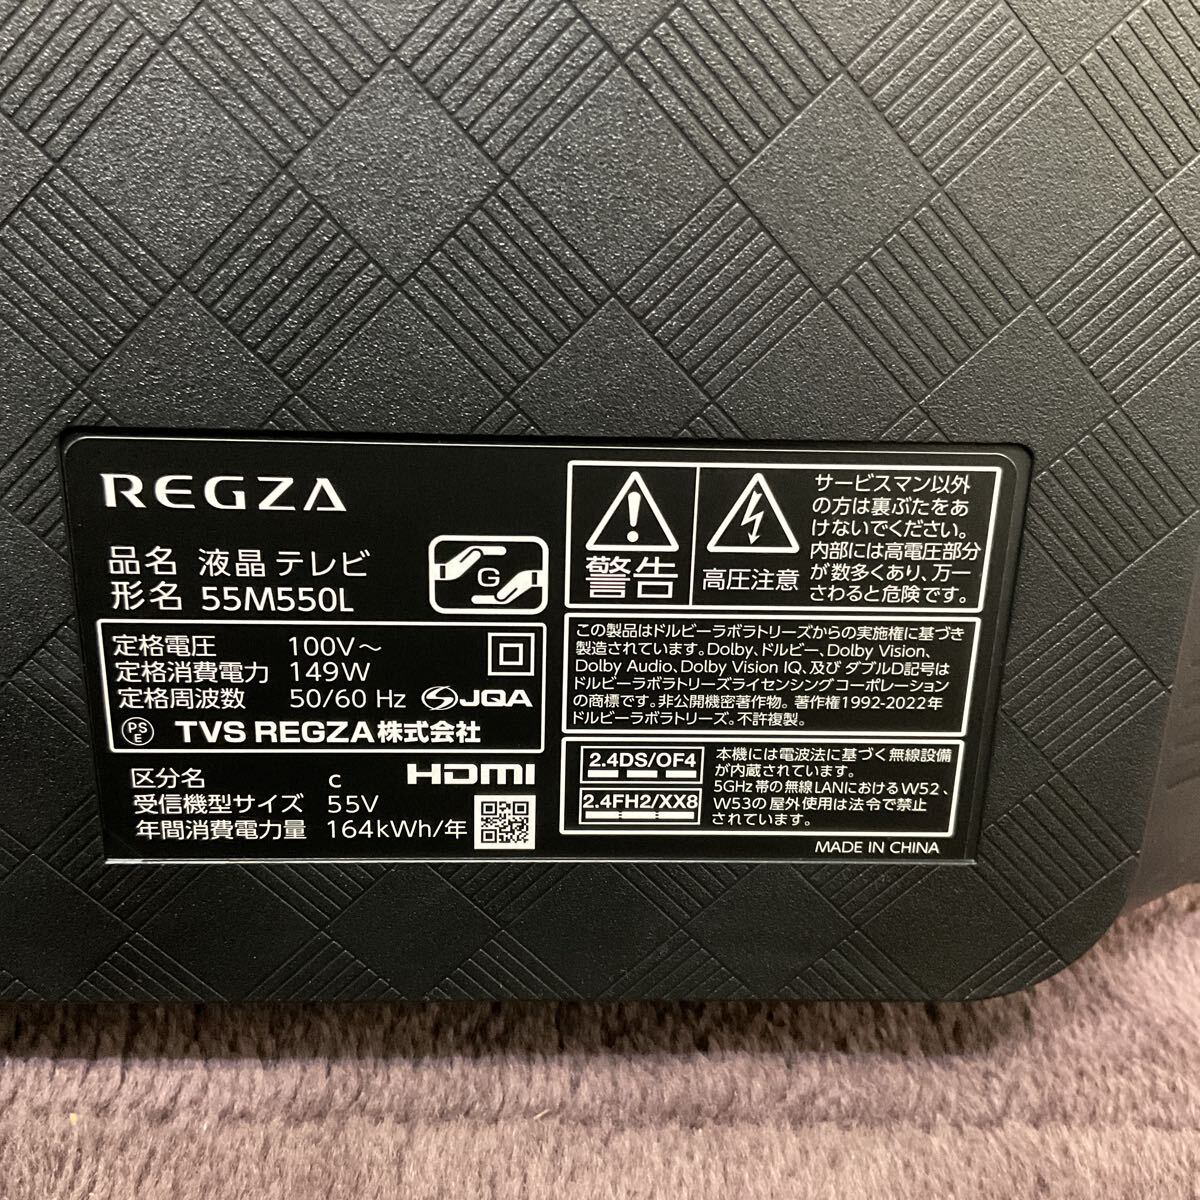 REGZA
品名 液晶テレビ
形名 55M550L
G
定格電圧 100V～
定格消費電力 149W
定格周波数 50/60 Hz
JQA
PS
E
TVS REGZA株式会社
区分名 c
HDMI
受信機型サイズ 55V
年間消費電力量 164kWh/年
警告
高圧注意
サービスマン以外
の方は裏ぶたをあ
けないでください。
内部には高電圧部分
が数多くあり、万一
さわると危険です。
この製品はドルビーラボラトリーズからの実施権に基づき
製造されています。Dolby、ドルビー、Dolby Vision、
Dolby Audio、Dolby Vision IQ、及び ダブルD記号は
ドルビーラボラトリーズライセンシング コーポレーション
の商標です。非公開機密著作物。 著作権1992-2022年
ドルビーラボラトリーズ。不許複製。
2.4DS/OF4
2.4FH2/XX8
本機には電波法に基づく無線設備
が内蔵されています。
5GHz 帯の無線LANにおけるW52、
W53の屋外使用は法令で禁止
されています。
MADE IN CHINA